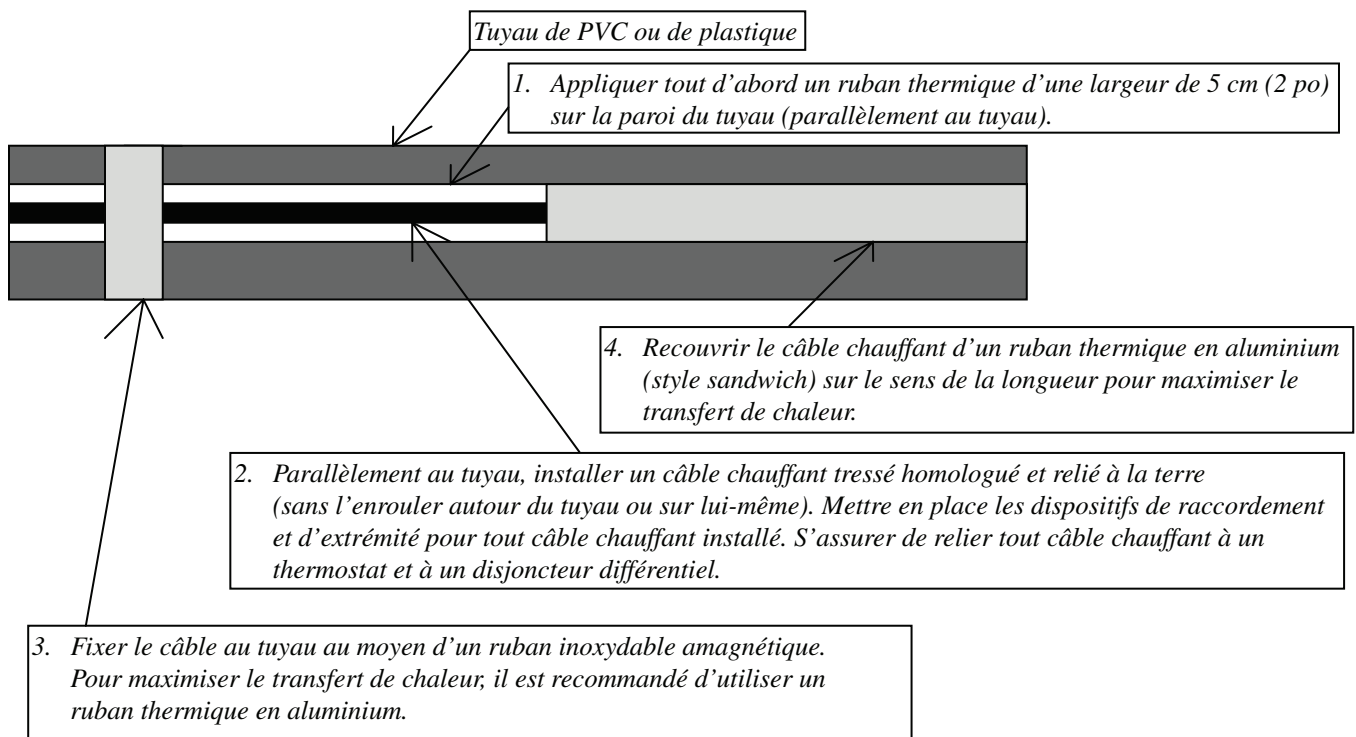 Tuyau de PVC ou de plastique
1. Appliquer tout d’abord un ruban thermique d’une largeur de 5 cm (2 po)
sur la paroi du tuyau (parallèlement au tuyau).
4. Recouvrir le câble chauffant d’un ruban thermique en aluminium
(style sandwich) sur le sens de la longueur pour maximiser le
transfert de chaleur.
2. Parallèlement au tuyau, installer un câble chauffant tressé homologué et relié à la terre
(sans l’enrouler autour du tuyau ou sur lui-même). Mettre en place les dispositifs de raccordement
et d’extrémité pour tout câble chauffant installé. S’assurer de relier tout câble chauffant à un
thermostat et à un disjoncteur différentiel.
3. Fixer le câble au tuyau au moyen d’un ruban inoxydable amagnétique.
Pour maximiser le transfert de chaleur, il est recommandé d’utiliser un
ruban thermique en aluminium.